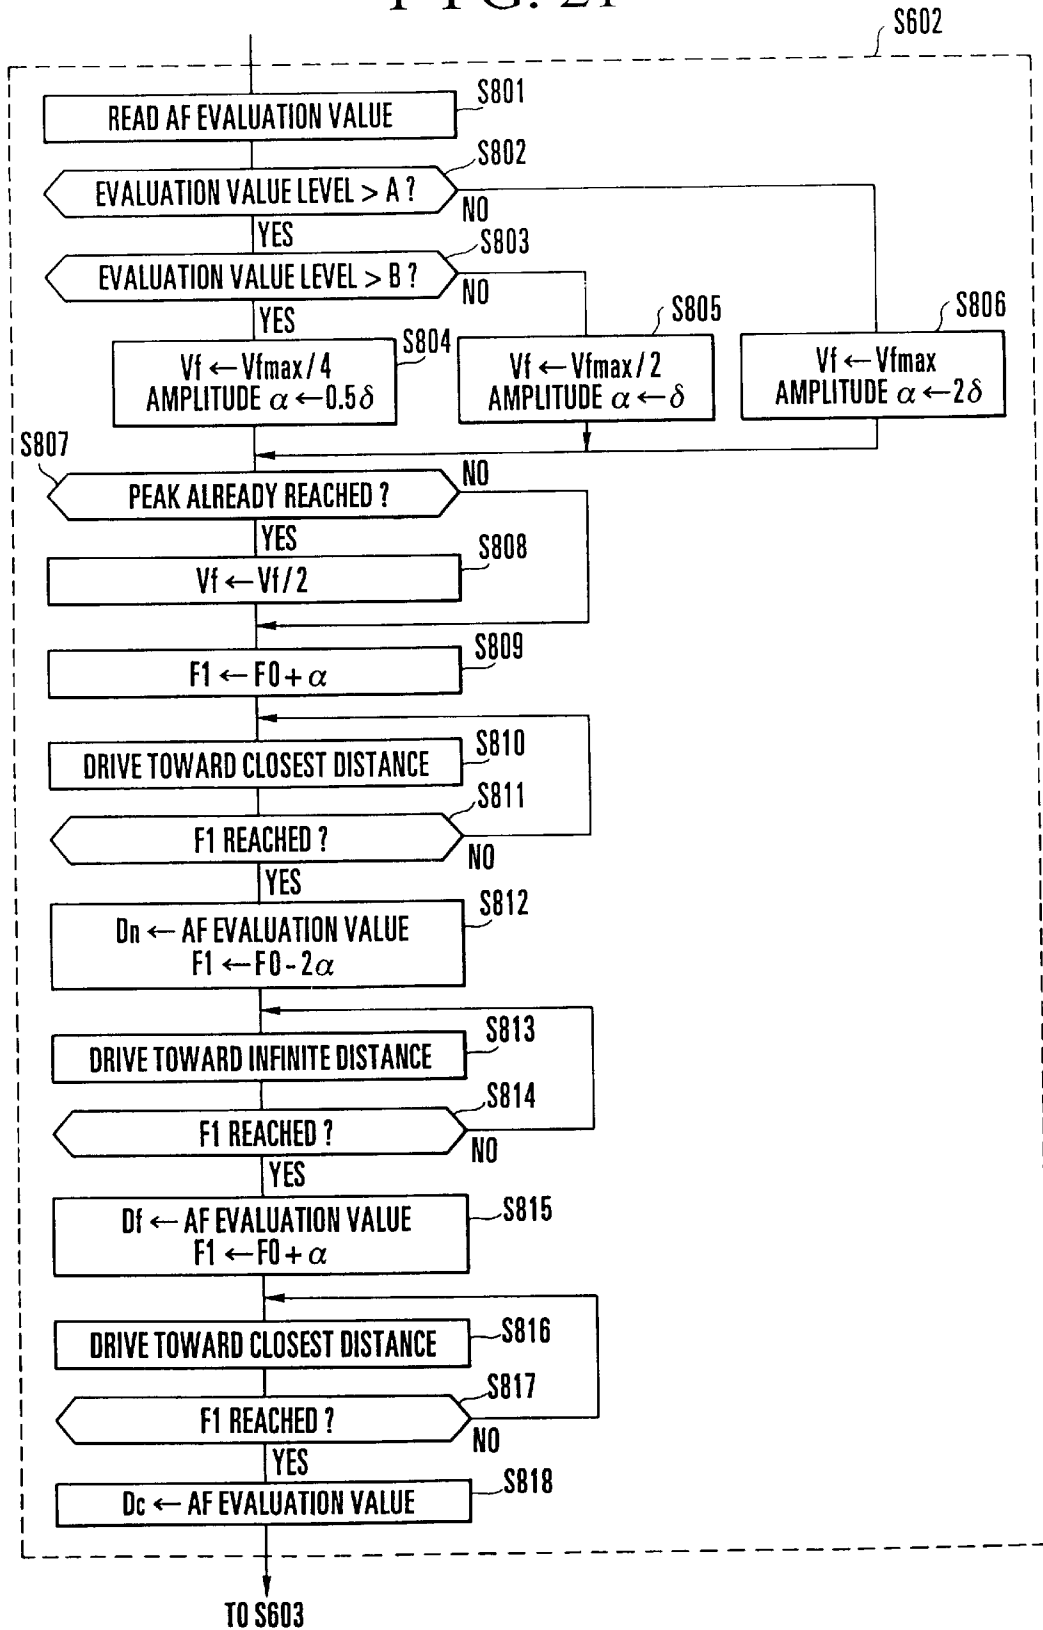 FIG. 21
S602
S801
READ AF EVALUATION VALUE
S802
EVALUATION VALUE LEVEL > A ?
NO
YES
S803
EVALUATION VALUE LEVEL > B ?
NO
YES
S804
Vf ← Vfmax / 4
AMPLITUDE α ← 0.5δ
S805
Vf ← Vfmax / 2
AMPLITUDE α ← δ
S806
Vf ← Vfmax
AMPLITUDE α ← 2δ
S807
PEAK ALREADY REACHED ?
NO
YES
S808
Vf ← Vf / 2
S809
F1 ← F0 + α
S810
DRIVE TOWARD CLOSEST DISTANCE
S811
F1 REACHED ?
NO
YES
S812
Dn ← AF EVALUATION VALUE
F1 ← F0 - 2α
S813
DRIVE TOWARD INFINITE DISTANCE
S814
F1 REACHED ?
NO
YES
S815
Df ← AF EVALUATION VALUE
F1 ← F0 + α
S816
DRIVE TOWARD CLOSEST DISTANCE
S817
F1 REACHED ?
NO
YES
S818
Dc ← AF EVALUATION VALUE
TO S603